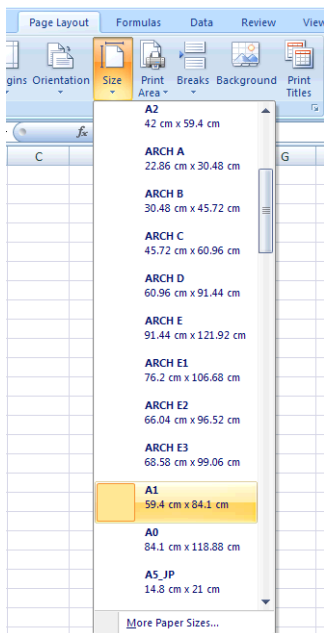 Page Layout Formulas Data Review View
gins Orientation Size Print Area Breaks Background Print Titles
fx
C G
A2
42 cm x 59.4 cm
ARCH A
22.86 cm x 30.48 cm
ARCH B
30.48 cm x 45.72 cm
ARCH C
45.72 cm x 60.96 cm
ARCH D
60.96 cm x 91.44 cm
ARCH E
91.44 cm x 121.92 cm
ARCH E1
76.2 cm x 106.68 cm
ARCH E2
66.04 cm x 96.52 cm
ARCH E3
68.58 cm x 99.06 cm
A1
59.4 cm x 84.1 cm
A0
84.1 cm x 118.88 cm
A5_JP
14.8 cm x 21 cm
More Paper Sizes...